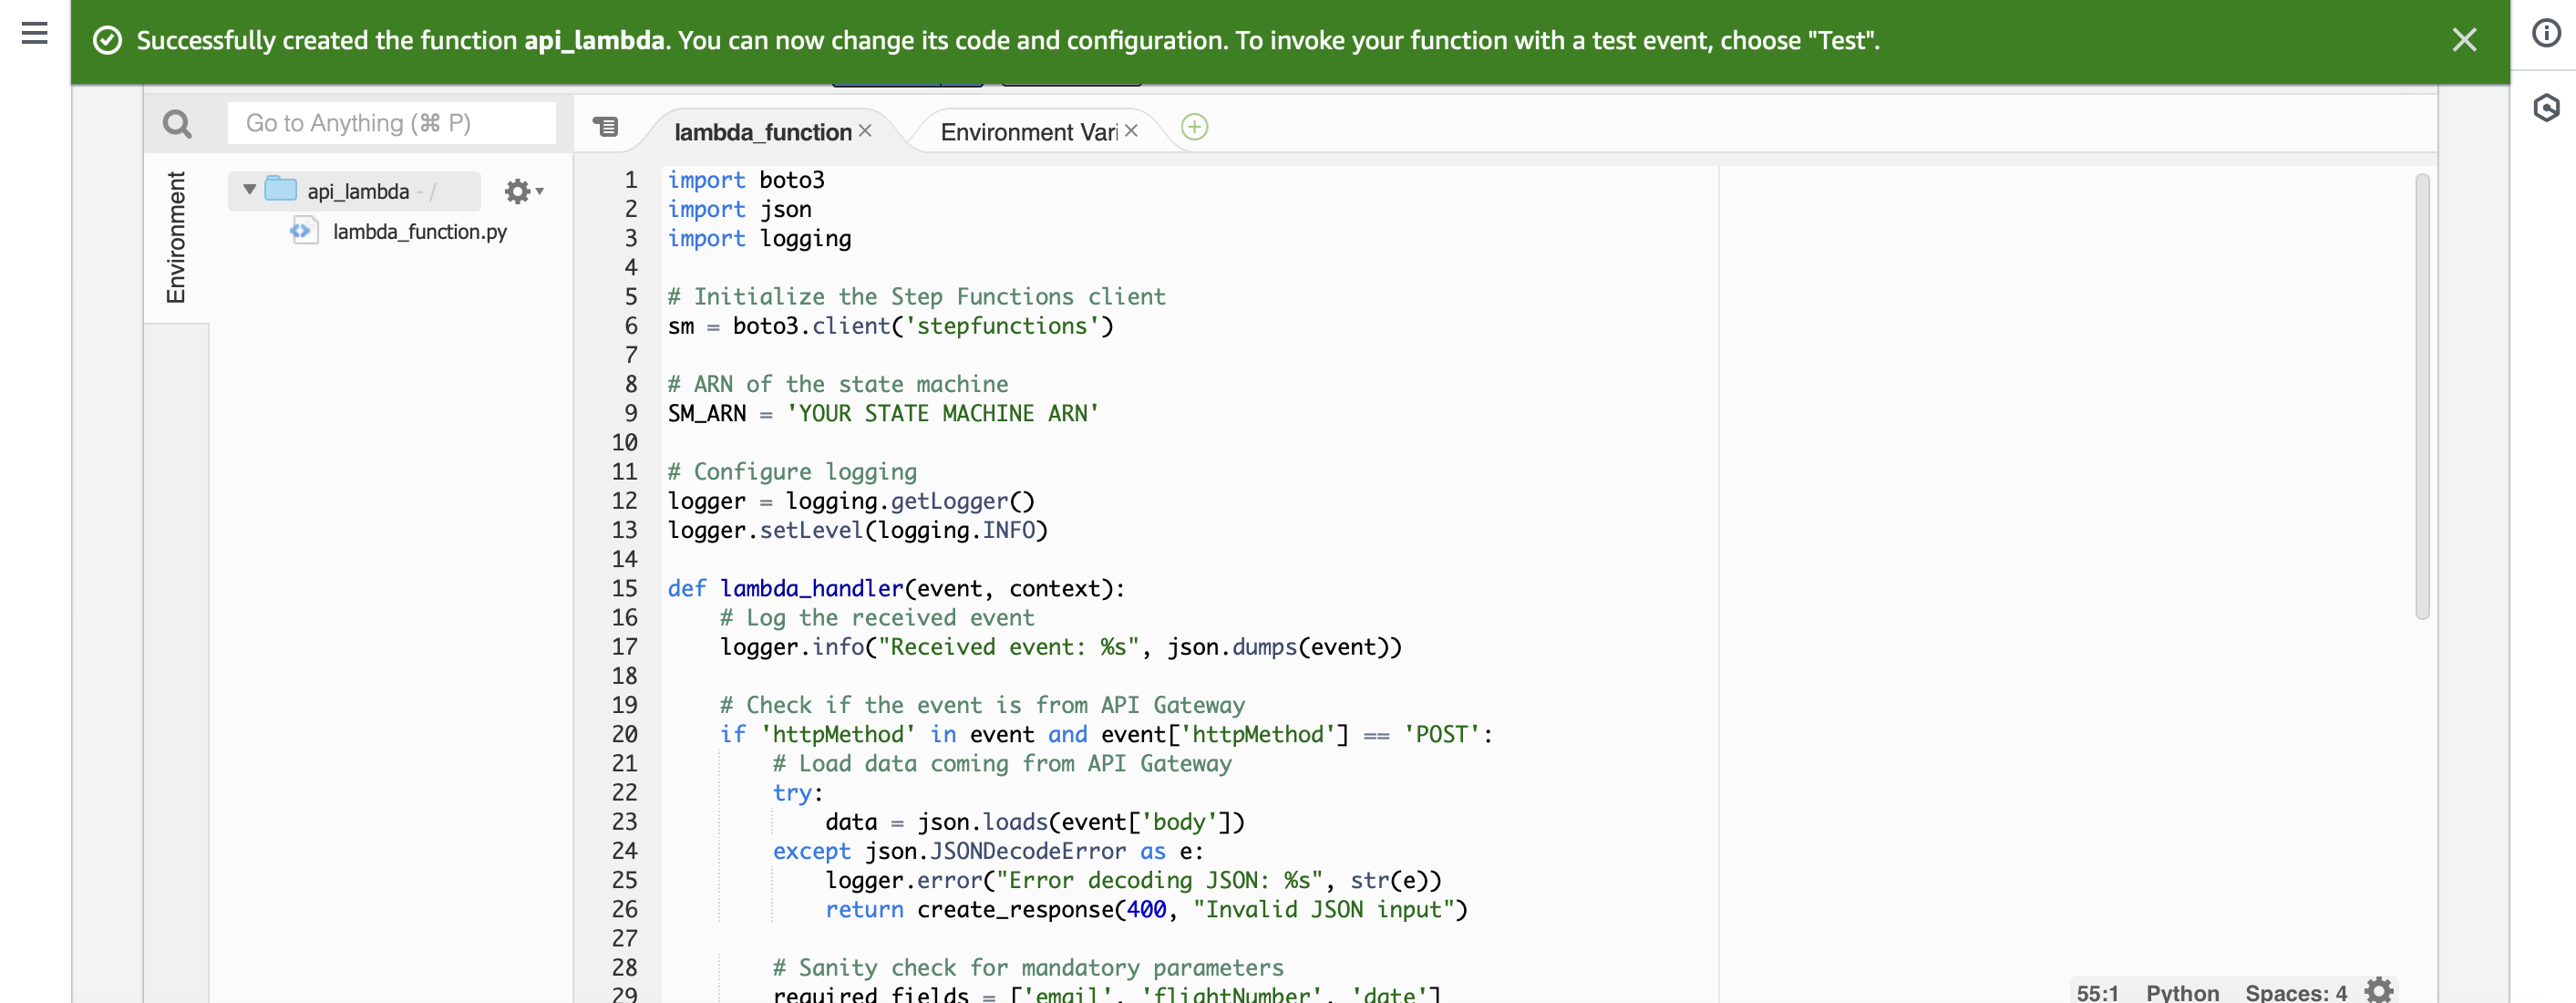 Successfully created the function api_lambda. You can now change its code and configuration. To invoke your function with a test event, choose "Test".
Go to Anything (⌘ P)
lambda_function
Environment Vari
Environment
api_lambda - /
lambda_function.py
1 import boto3
2 import json
3 import logging
4
5 # Initialize the Step Functions client
6 sm = boto3.client('stepfunctions')
7
8 # ARN of the state machine
9 SM_ARN = 'YOUR STATE MACHINE ARN'
10
11 # Configure logging
12 logger = logging.getLogger()
13 logger.setLevel(logging.INFO)
14
15 def lambda_handler(event, context):
16     # Log the received event
17     logger.info("Received event: %s", json.dumps(event))
18
19     # Check if the event is from API Gateway
20     if 'httpMethod' in event and event['httpMethod'] == 'POST':
21         # Load data coming from API Gateway
22         try:
23             data = json.loads(event['body'])
24         except json.JSONDecodeError as e:
25             logger.error("Error decoding JSON: %s", str(e))
26             return create_response(400, "Invalid JSON input")
27
28         # Sanity check for mandatory parameters
29         required_fields = ['email', 'flightNumber', 'date']
55:1 Python Spaces: 4